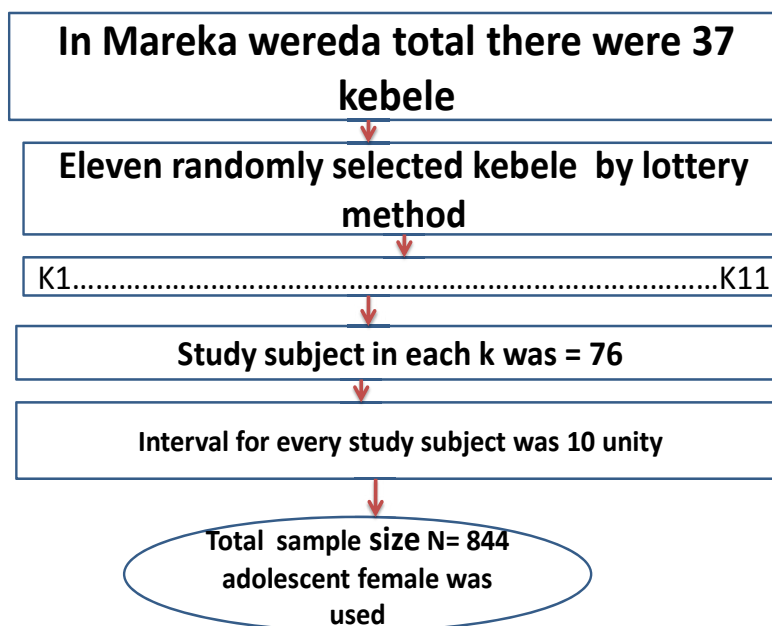 In Mareka wereda total there were 37
kebele
Eleven randomly selected kebele by lottery
method
K1……………………………………………………………K11
Study subject in each k was = 76
Interval for every study subject was 10 unity
Total sample size N= 844
adolescent female was
used